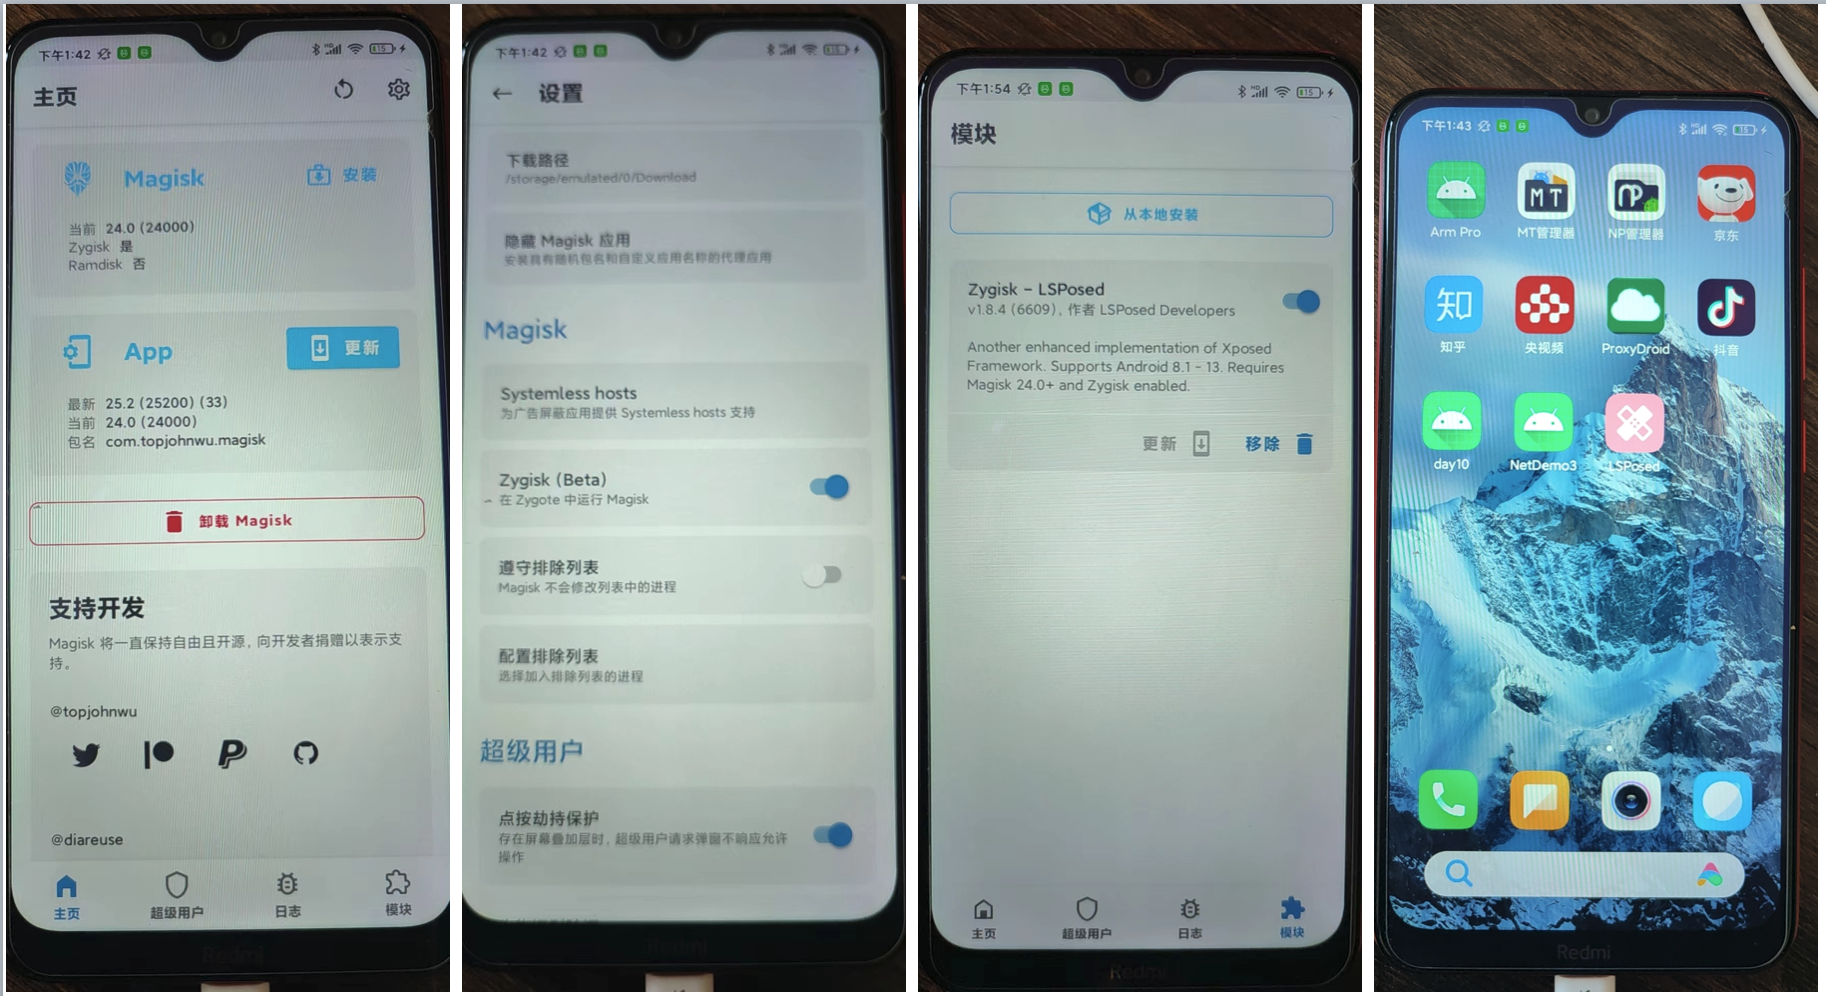 下午1:42
HD
15
主页
Magisk
安装
当前 24.0 (24000)
Zygisk 是
Ramdisk 否
App
更新
最新 25.2 (25200) (33)
当前 24.0 (24000)
包名 com.topjohnwu.magisk
卸载 Magisk
支持开发
Magisk 将一直保持自由且开源, 向开发者捐赠以表示支
持。
@topjohnwu
@diareuse
主页
超级用户
日志
模块
Redmi
下午1:42
15
设置
下载路径
/storage/emulated/0/Download
隐藏 Magisk 应用
安装具有随机包名和自定义应用名称的代理应用
Magisk
Systemless hosts
为广告屏蔽应用提供 Systemless hosts 支持
Zygisk (Beta)
在 Zygote 中运行 Magisk
遵守排除列表
Magisk 不会修改列表中的进程
配置排除列表
选择加入排除列表的进程
超级用户
点按劫持保护
存在屏幕叠加层时, 超级用户请求弹窗不响应允许
操作
Redmi
下午1:54
HD
15
模块
从本地安装
Zygisk - LSPosed
v1.8.4 (6609), 作者 LSPosed Developers
Another enhanced implementation of Xposed
Framework. Supports Android 8.1 - 13. Requires
Magisk 24.0+ and Zygisk enabled.
更新
移除
主页
超级用户
日志
模块
Redmi
下午1:43
HD
15
Arm Pro
MT
MT管理器
NP
NP管理器
京东
知
知乎
央视频
ProxyDroid
抖音
day10
NetDemo3
LSPosed
Redmi